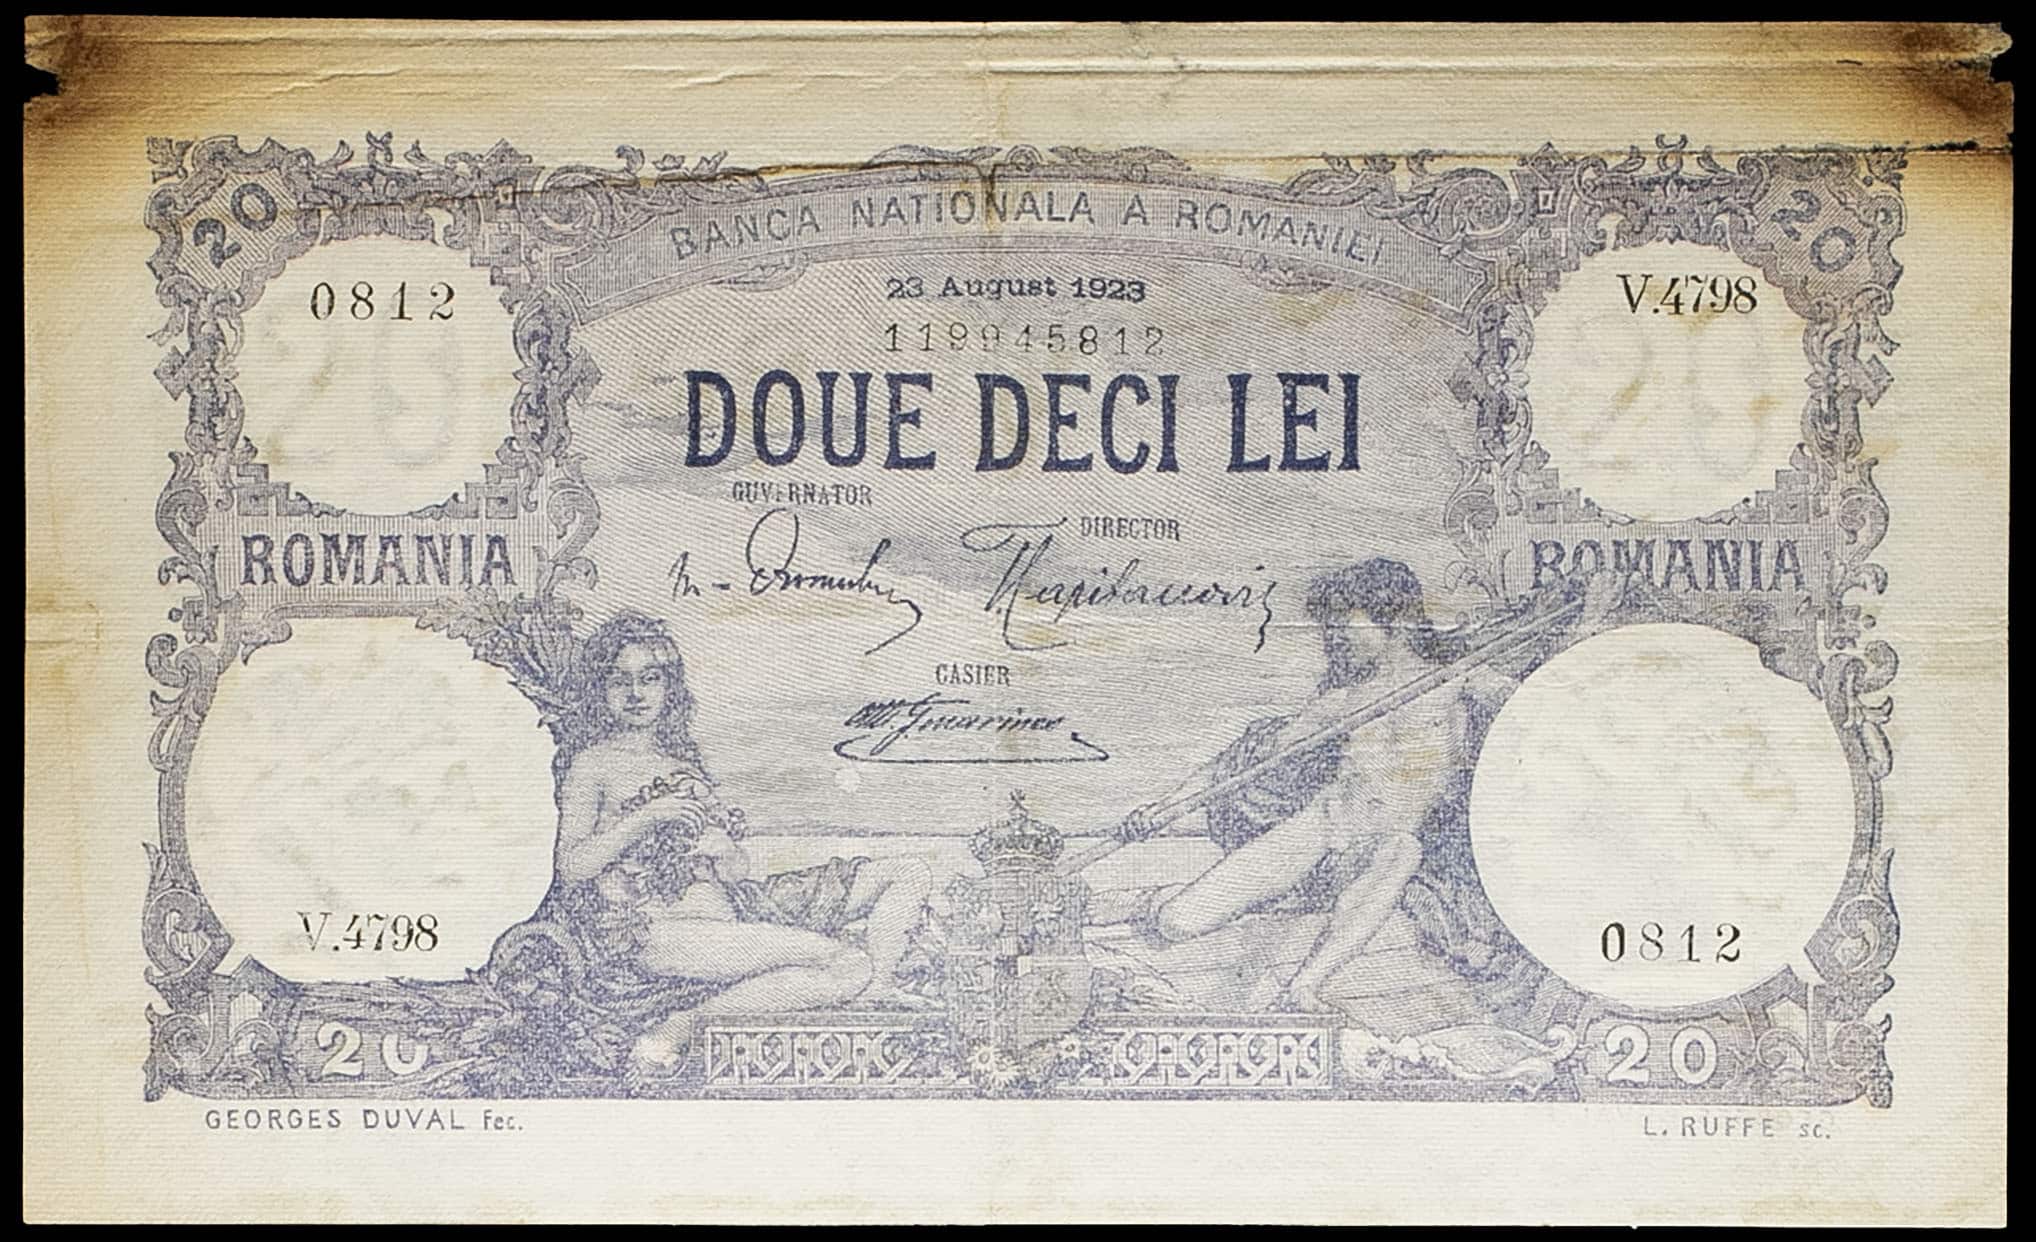 20
20
BANCA NATIONALA A ROMANIEI
0812
23 August 1923
V.4798
119945812
DOUE DECI LEI
GUVERNATOR
DIRECTOR
ROMANIA
ROMANIA
CASIER
V.4798
0812
20
20
GEORGES DUVAL Fec.
L. RUFFE sc.